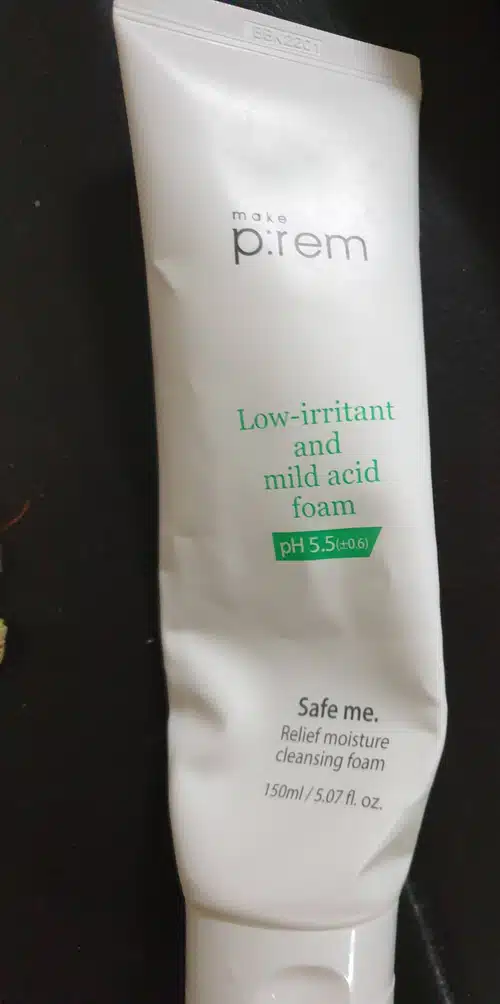 make
p:rem
Low-irritant
and
mild acid
foam
pH 5.5(±0.6)
Safe me.
Relief moisture
cleansing foam
150ml / 5.07 fl. oz.